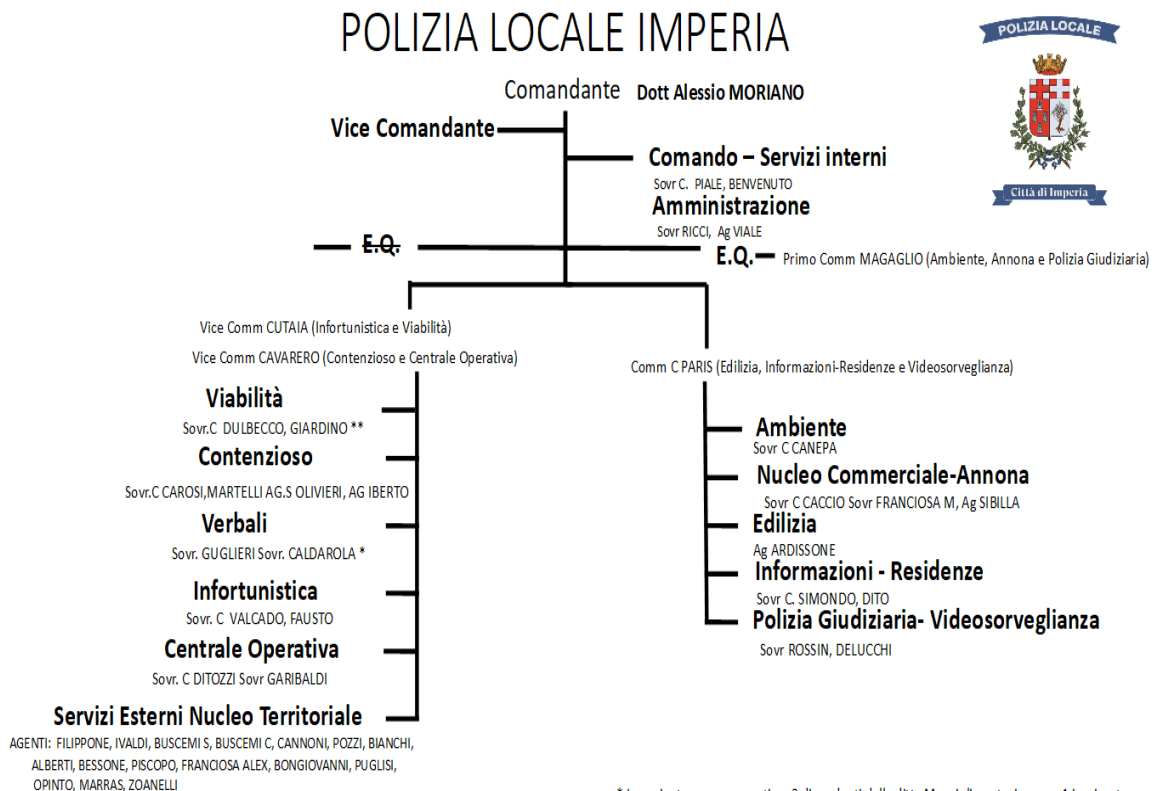 POLIZIA LOCALE IMPERIA
POLIZIA LOCALE
Città di Imperia
Comandante Dott Alessio MORIANO
Vice Comandante
Comando – Servizi interni
Sovr C. PIALE, BENVENUTO
Amministrazione
Sovr RICCI, Ag VIALE
E.Q.
E.Q. Primo Comm MAGAGLIO (Ambiente, Annona e Polizia Giudiziaria)
Vice Comm CUTAIA (Infortunistica e Viabilità)
Vice Comm CAVARERO (Contenzioso e Centrale Operativa)
Viabilità
Sovr.C DULBECCO, GIARDINO **
Contenzioso
Sovr.C CAROSI,MARTELLI AG.S OLIVIERI, AG IBERTO
Verbali
Sovr. GUGLIERI Sovr. CALDAROLA *
Infortunistica
Sovr. C VALCADO, FAUSTO
Centrale Operativa
Sovr. C DITOZZI Sovr GARIBALDI
Servizi Esterni Nucleo Territoriale
AGENTI: FILIPPONE, IVALDI, BUSCEMI S, BUSCEMI C, CANNONI, POZZI, BIANCHI,
ALBERTI, BESSONE, PISCOPO, FRANCIOSA ALEX, BONGIOVANNI, PUGLISI,
OPINTO, MARRAS, ZOANELLI
Comm C PARIS (Edilizia, Informazioni-Residenze e Videosorveglianza)
Ambiente
Sovr C CANEPA
Nucleo Commerciale-Annona
Sovr C CACCIO Sovr FRANCIOSA M, Ag SIBILLA
Edilizia
Ag ARDISSONE
Informazioni - Residenze
Sovr C. SIMONDO, DITO
Polizia Giudiziaria- Videosorveglianza
Sovr ROSSIN, DELUCCHI